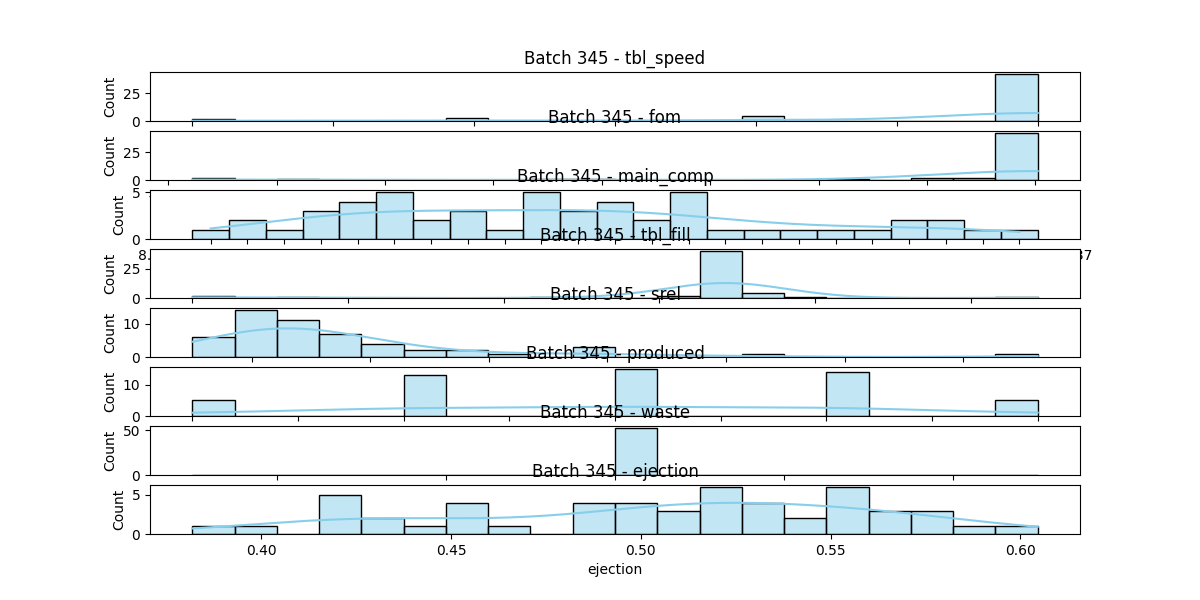 Batch 345 - tbl_speed
Count
25
0
Batch 345 - fom
Count
25
0
Batch 345 - main_comp
Count
5
0
8.
37
Batch 345 - tbl_fill
Count
25
0
Batch 345 - srel
Count
10
0
Batch 345 - produced
Count
10
0
Batch 345 - waste
Count
50
0
Batch 345 - ejection
Count
5
0
0.40 0.45 0.50 0.55 0.60
ejection